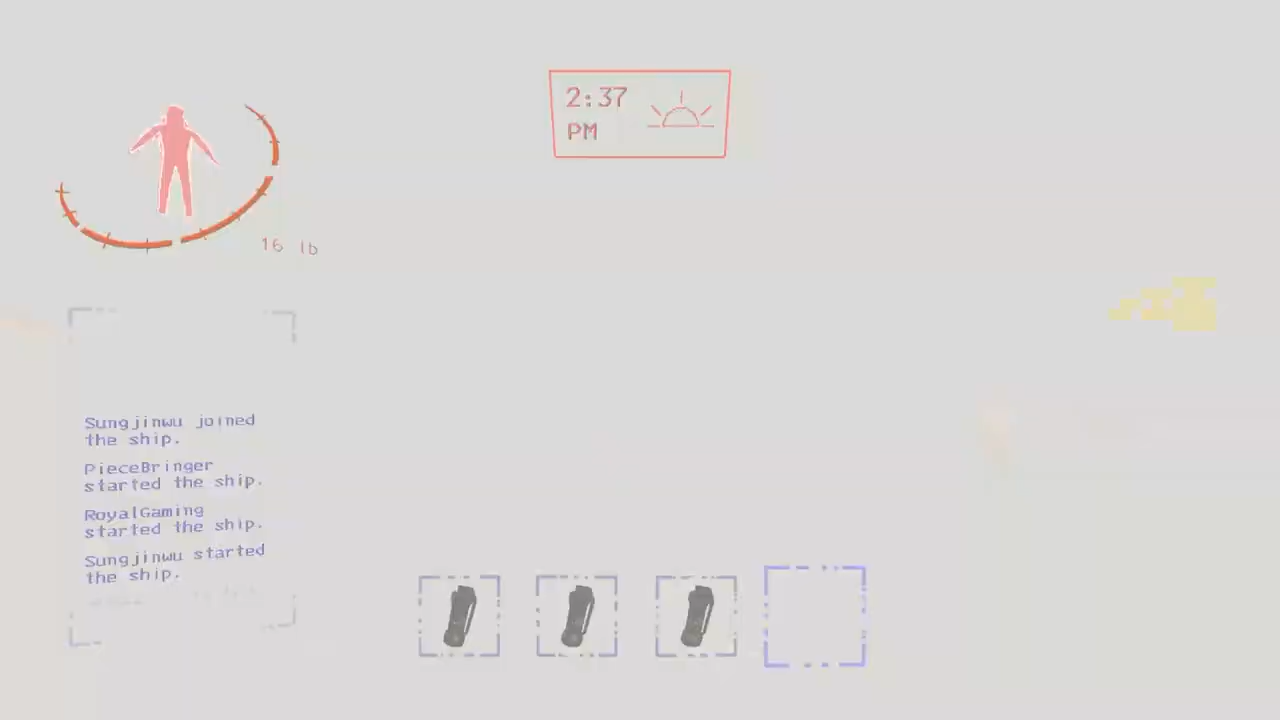 2:37
PM
16 lb
Sungjinwu joined
the ship.
PieceBringer
started the ship.
RoyalGaming
started the ship.
Sungjinwu started
the ship.